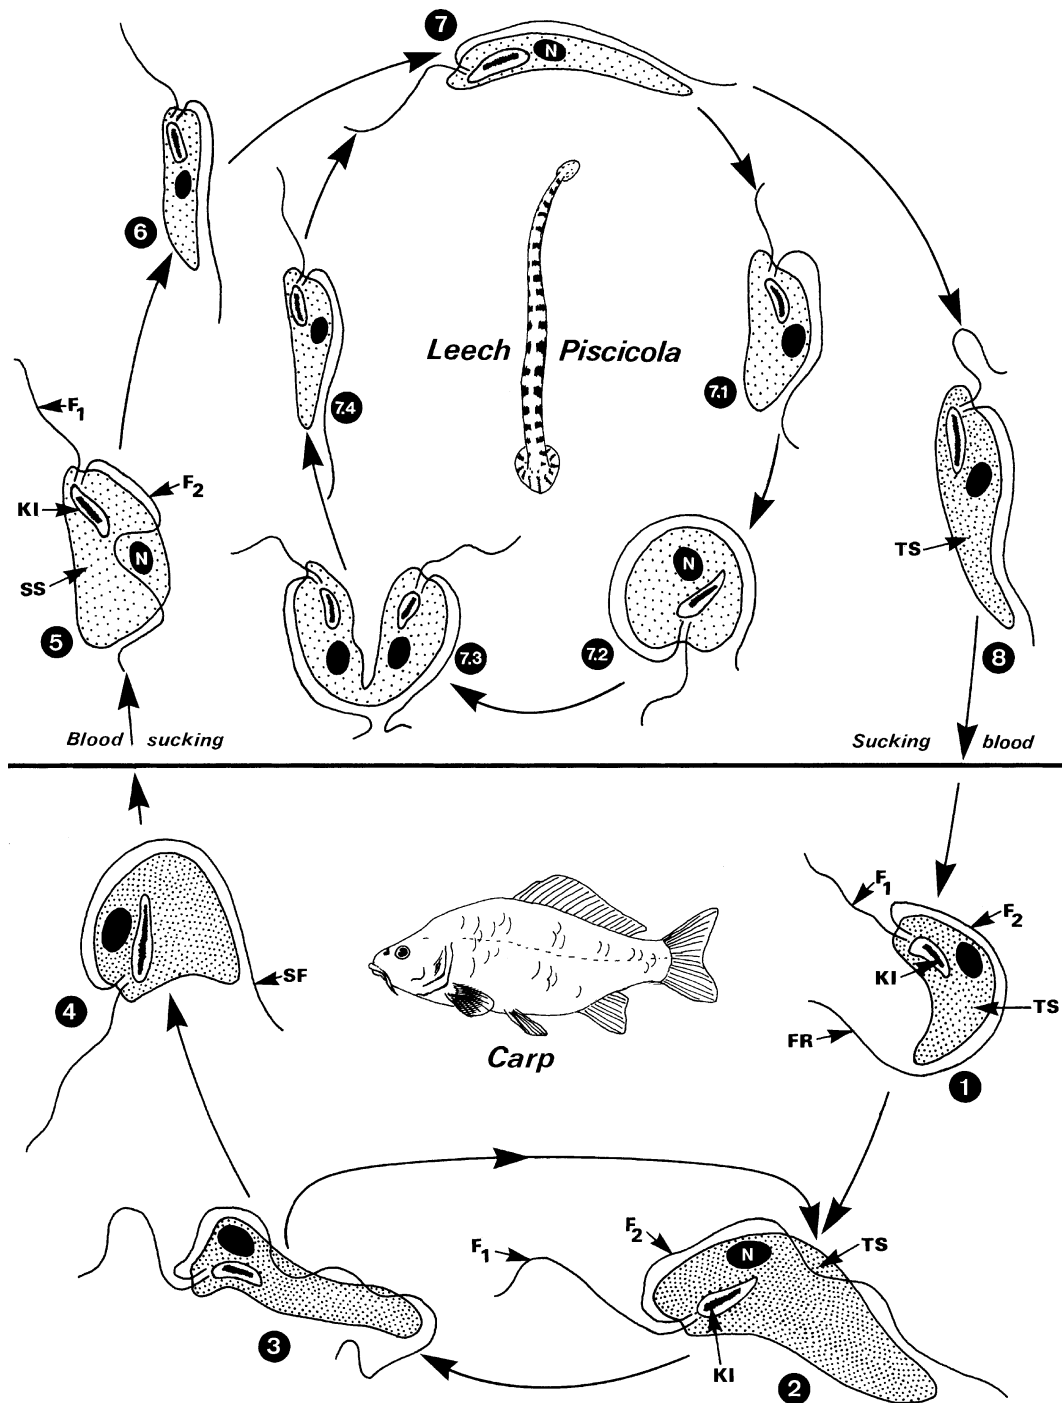 7
N
6
Leech Piscicola
7.4
7.1
F1
F2
KI
SS
N
5
N
TS
7.3
7.2
8
Blood sucking
Sucking blood
F1
F2
KI
TS
FR
1
4
SF
Carp
F1
F2
N
TS
KI
3
2